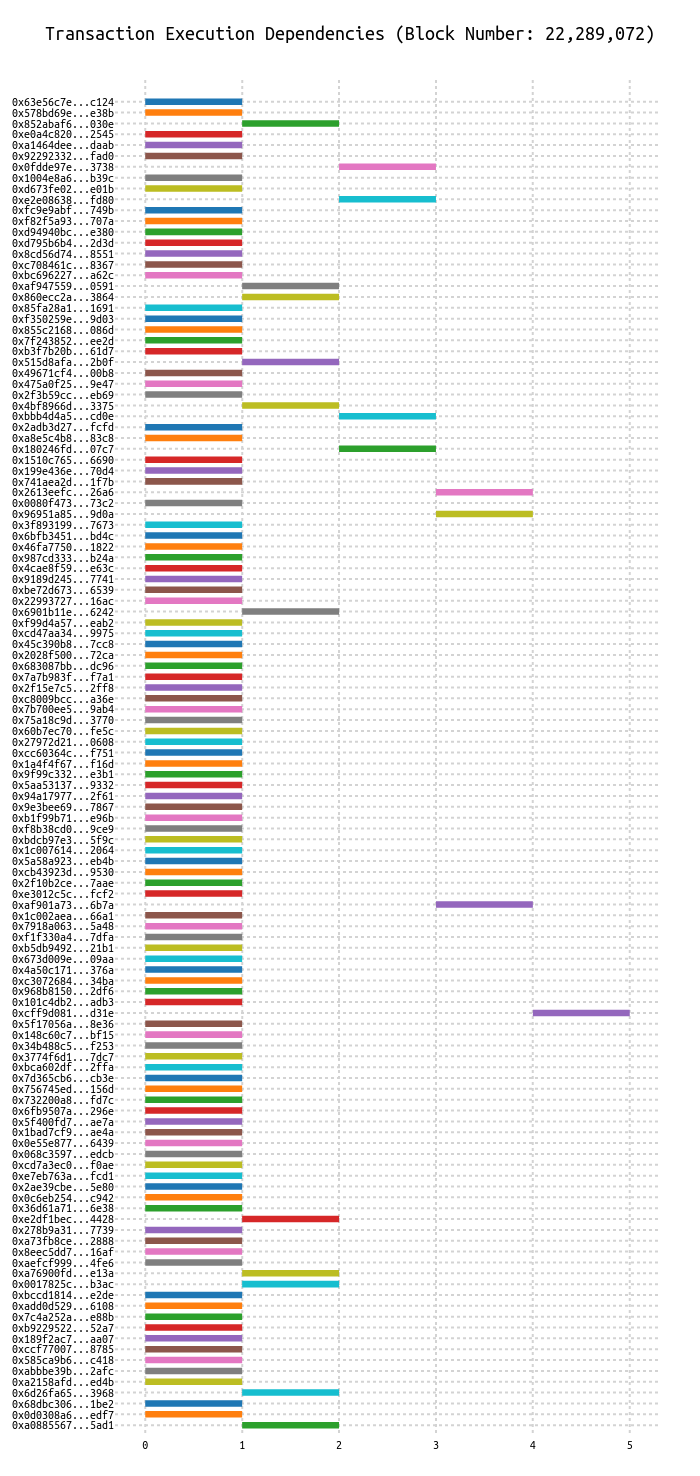 Transaction Execution Dependencies (Block Number: 22,289,072)
0x63e56c7e...c124
0x578bd69e...e38b
0x852abaf6...030e
0xe0a4c820...2545
0xa1464dee...daab
0x92292332...fad0
0x0fdde97e...3738
0x1004e8a6...b39c
0xd673fe02...e01b
0xe2e08638...fd80
0xfc9e9abf...749b
0xf82f5a93...707a
0xd94940bc...e380
0xd795b6b4...2d3d
0x8cd56d74...8551
0xc708461c...8367
0xbc696227...a62c
0xaf947559...0591
0x860ecc2a...3864
0x85fa28a1...1691
0xf350259e...9d03
0x855c2168...086d
0x7f243852...ee2d
0xb3f7b20b...61d7
0x515d8afa...2b0f
0x49671cf4...00b8
0x475a0f25...9e47
0x2f3b59cc...eb69
0x4bf8966d...3375
0xbbb4d4a5...cd0e
0x2adb3d27...fcfd
0xa8e5c4b8...83c8
0x180246fd...07c7
0x1510c765...6690
0x199e436e...70d4
0x741aea2d...1f7b
0x2613eefc...26a6
0x0080f473...73c2
0x96951a85...9d0a
0x3f893199...7673
0x6bfb3451...bd4c
0x46fa7750...1822
0x987cd333...b24a
0x4cae8f59...e63c
0x9189d245...7741
0xbe72d673...6539
0x22993727...16ac
0x6901b11e...6242
0xf99d4a57...eab2
0xcd47aa34...9975
0x45c390b8...7cc8
0x2028f500...72ca
0x683087bb...dc96
0x7a7b983f...f7a1
0x2f15e7c5...2ff8
0xc8009bcc...a36e
0x7b700ee5...9ab4
0x75a18c9d...3770
0x60b7ec70...fe5c
0x27972d21...0608
0xcc60364c...f751
0x1a4f4f67...f16d
0x9f99c332...e3b1
0x5aa53137...9332
0x94a17977...2f61
0x9e3bee69...7867
0xb1f99b71...e96b
0xf8b38cd0...9ce9
0xbdcb97e3...5f9c
0x1c007614...2064
0x5a58a923...eb4b
0xcb43923d...9530
0x2f10b2ce...7aae
0xe3012c5c...fcf2
0xaf901a73...6b7a
0x1c002aea...66a1
0x7918a063...5a48
0xf1f330a4...7dfa
0xb5db9492...21b1
0x673d009e...09aa
0x4a50c171...376a
0xc3072684...34ba
0x968b8150...2df6
0x101c4db2...adb3
0xcff9d081...d31e
0x5f17056a...8e36
0x148c60c7...bf15
0x34b488c5...f253
0x3774f6d1...7dc7
0xbca602df...2ffa
0x7d365cb6...cb3e
0x756745ed...156d
0x732200a8...fd7c
0x6fb9507a...296e
0x5f400fd7...ae7a
0x1bad7cf9...ae4a
0x0e55e877...6439
0x068c3597...edcb
0xcd7a3ec0...f0ae
0xe7eb763a...fcd1
0x2ae39cbe...5e80
0x0c6eb254...c942
0x36d61a71...6e38
0xe2df1bec...4428
0x278b9a31...7739
0xa73fb8ce...2888
0x8eec5dd7...16af
0xaefcf999...4fe6
0xa76900fd...e13a
0x0017825c...b3ac
0xbccd1814...e2de
0xadd0d529...6108
0x7c4a252a...e88b
0xb9229522...52a7
0x189f2ac7...aa07
0xccf77007...8785
0x585ca9b6...c418
0xabbbe39b...2afc
0xa2158afd...ed4b
0x6d26fa65...3968
0x68dbc306...1be2
0x0d0308a6...edf7
0xa0885567...5ad1
0 1 2 3 4 5